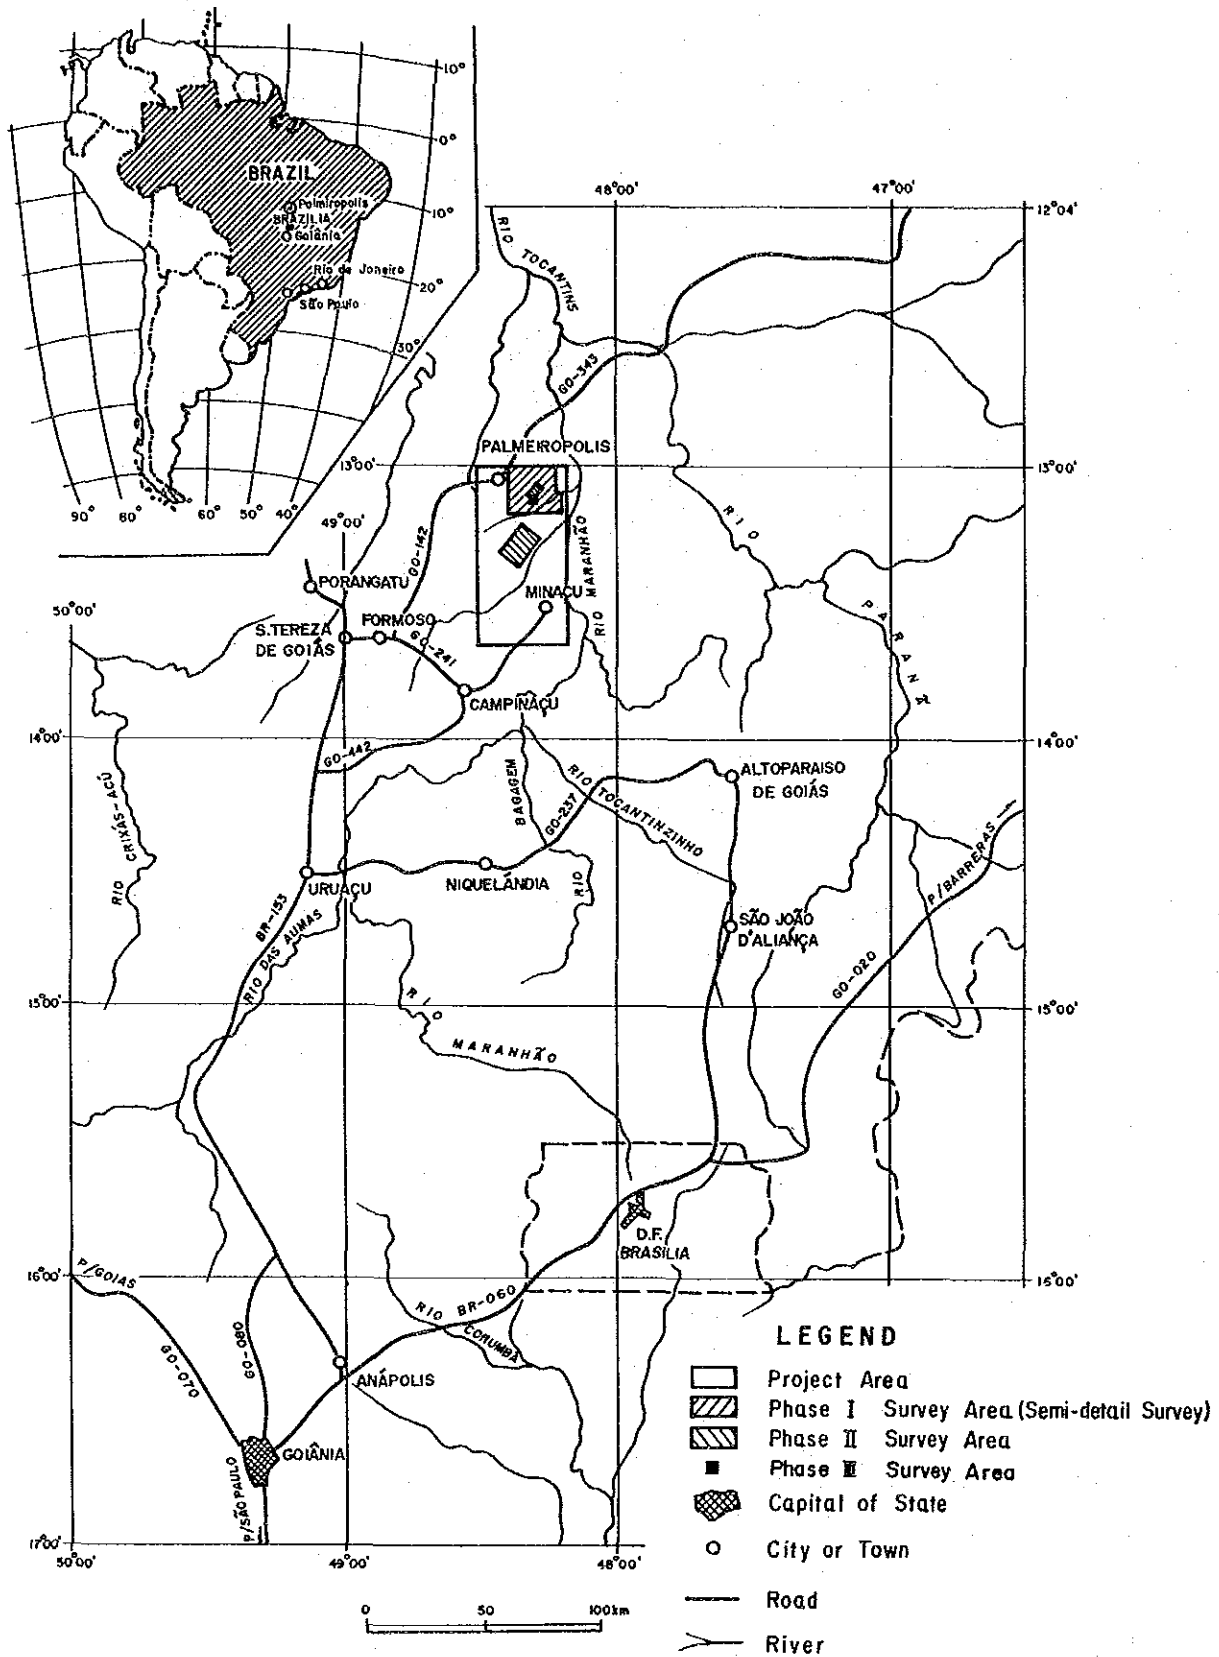 10°
0°
BRAZIL
Palmiropolis
BRAZILIA
Goiânia
10°
Rio de Janeiro
São Paulo
20°
30°
90°
80°
60°
50°
40°
48°00'
47°00'
12°04'
RIO TOCANTINS
GO-343
PALMEIROPOLIS
13°00'
13°00'
49°00'
RIO
GO-142
RIO MARANHÃO
PORANGATU
MINAÇU
50°00'
FORMOSO
S.TEREZA
DE GOIÁS
GO-241
PARANÃ
CAMPINAÇU
14°00'
14°00'
GO-442
RIO CRIXÁS-AÇÚ
BAGAGEM
RIO TOCANTINZINHO
ALTOPARAISO
DE GOIÁS
GO-237
P/BARRERAS
URUAÇU
NIQUELÂNDIA
RIO
BR-153
RIO DAS AUMAS
SÃO JOÃO
D'ALIANÇA
GO-020
15°00'
15°00'
RIO
MARANHÃO
D.F.
BRASILIA
P/GOIAS
16°00'
16°00'
RIO
BR-060
CORUMBÁ
GO-070
GO-080
ANÁPOLIS
GOIÂNIA
P/SÃO PAULO
17°00'
50°00'
49°00'
48°00'
0 50 100km
LEGEND
Project Area
Phase I Survey Area (Semi-detail Survey)
Phase II Survey Area
Phase III Survey Area
Capital of State
City or Town
Road
River